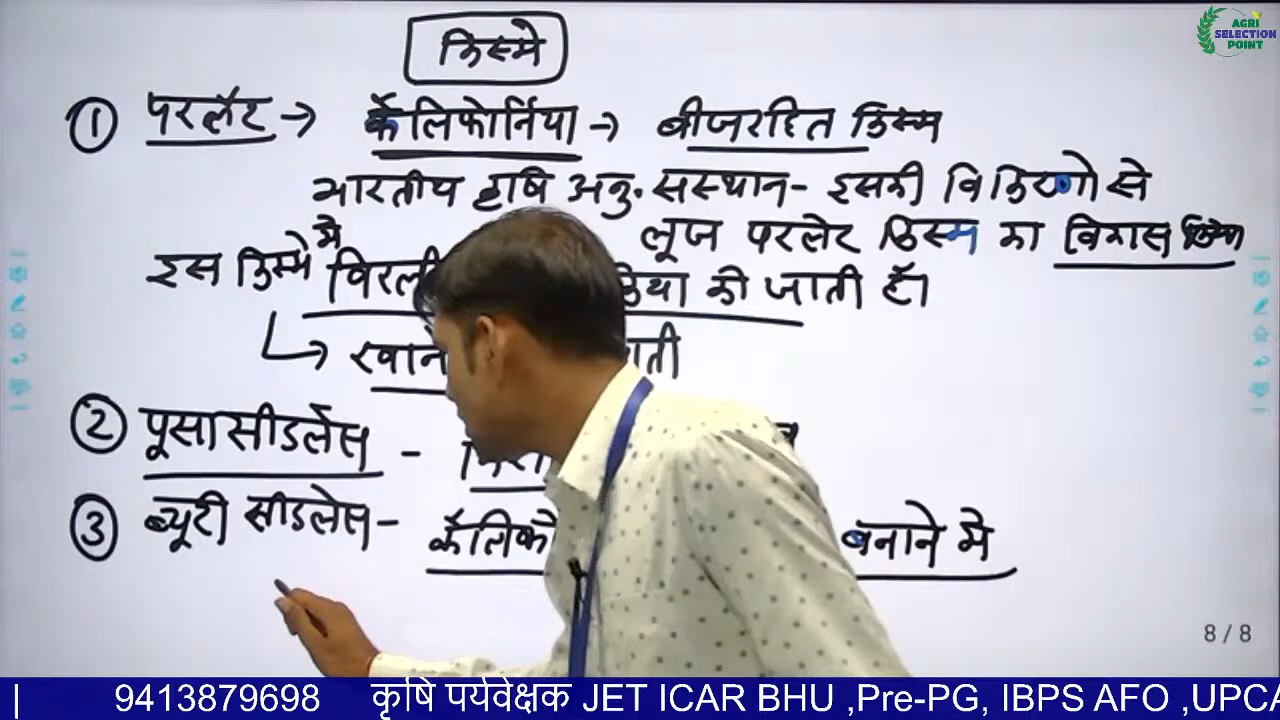 AGRI
SELECTION
POINT
किस्मे
① परलेट → कैलिफोर्निया → बीजरहित किस्म
भारतीय कृषि अनु. संस्थान - इसकी विकिरणो से
लूज परलेट किस्म का विकास किया
इस किस्मे मे विरली की जाती हैं।
② पूसा सीडलेस -
③ ब्यूटी सीडलेस - बनाने मे
8 / 8
| 9413879698 कृषि पर्यवेक्षक JET ICAR BHU ,Pre-PG, IBPS AFO ,UPCA